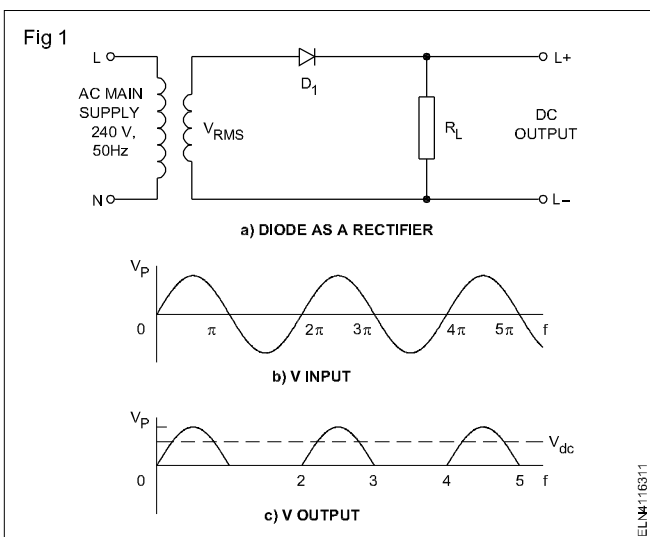 Fig 1
L
AC MAIN
SUPPLY
240 V,
50Hz
N
VRMS
D1
RL
L+
DC
OUTPUT
L–
a) DIODE AS A RECTIFIER
VP
0 π 2π 3π 4π 5π f
b) V INPUT
VP
Vdc
0 2 3 4 5 f
c) V OUTPUT
ELN4116311